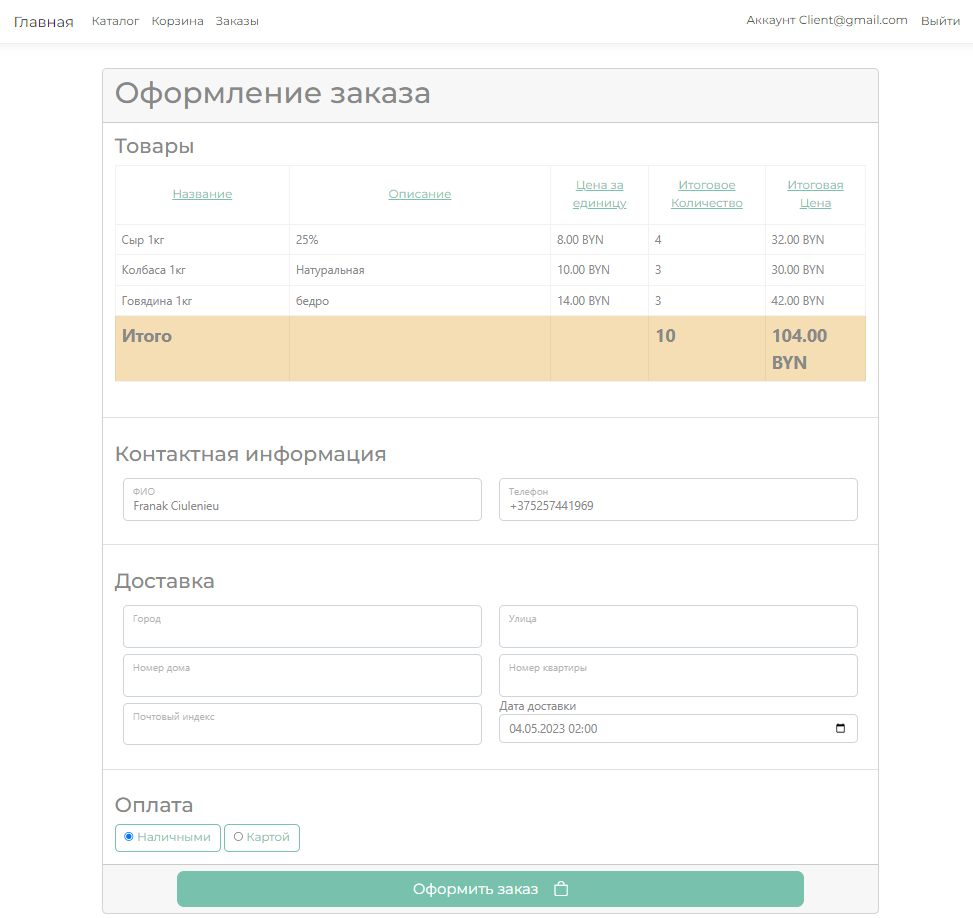 Главная Каталог Корзина Заказы Аккаунт Client@gmail.com Выйти
Оформление заказа
Товары
Название Описание Цена за единицу Итоговое Количество Итоговая Цена
Сыр 1кг 25% 8.00 BYN 4 32.00 BYN
Колбаса 1кг Натуральная 10.00 BYN 3 30.00 BYN
Говядина 1кг бедро 14.00 BYN 3 42.00 BYN
Итого 10 104.00 BYN
Контактная информация
ФИО Телефон
Franak Ciulenieu +375257441969
Доставка
Город Улица
Номер дома Номер квартиры
Почтовый индекс Дата доставки
04.05.2023 02:00
Оплата
Наличными Картой
Оформить заказ